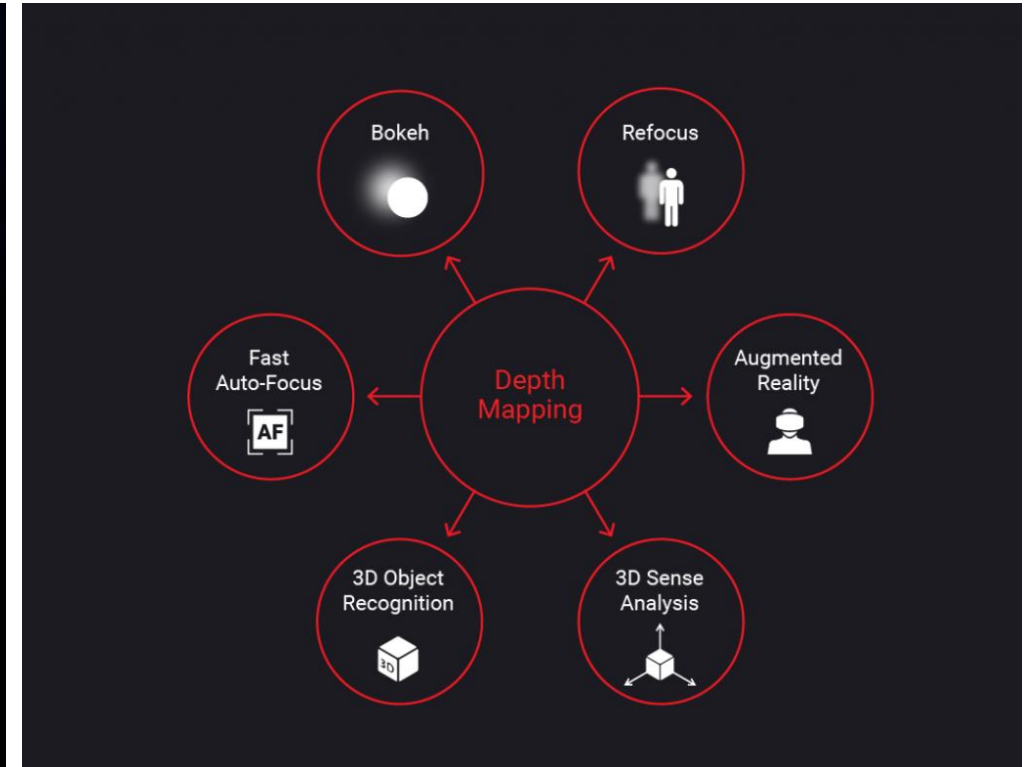 Bokeh
Refocus
Fast
Auto-Focus
AF
Depth
Mapping
Augmented
Reality
3D Object
Recognition
3D
3D Sense
Analysis